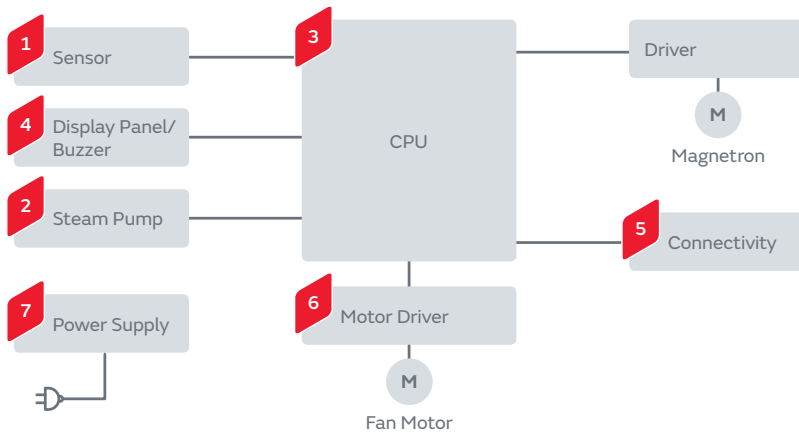 1
Sensor
3
CPU
Driver
M
Magnetron
4
Display Panel/
Buzzer
2
Steam Pump
5
Connectivity
7
Power Supply
6
Motor Driver
M
Fan Motor